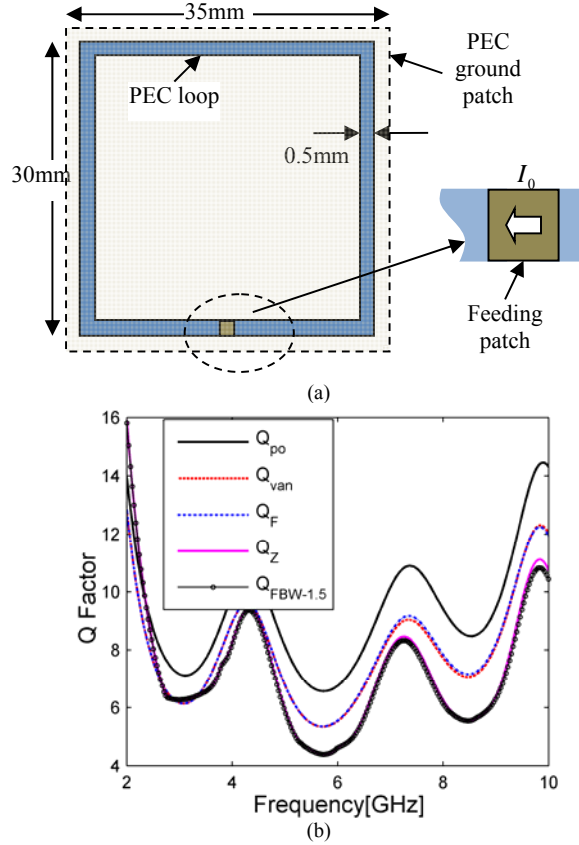 35mm
PEC
ground
patch
PEC loop
30mm
0.5mm
I0
Feeding
patch
(a)
16
14
12
10
8
6
4
Q Factor
Qpo
Qvan
QF
QZ
QFBW-1.5
2 4 6 8 10
Frequency[GHz]
(b)